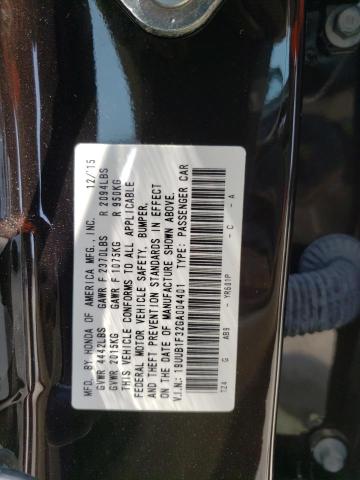 MFD. BY HONDA OF AMERICA MFG., INC. 12/15
GVWR 4442LBS GAWR F 2370LBS R 2094LBS
GVWR 2015KG GAWR F 1075KG R 950KG
THIS VEHICLE CONFORMS TO ALL APPLICABLE
FEDERAL MOTOR VEHICLE SAFETY, BUMPER,
AND THEFT PREVENTION STANDARDS IN EFFECT
ON THE DATE OF MANUFACTURE SHOWN ABOVE.
V.I.N.: 19UUB1F32GA004401 TYPE: PASSENGER CAR
TZ4 G AB9 - YR601P - C - A